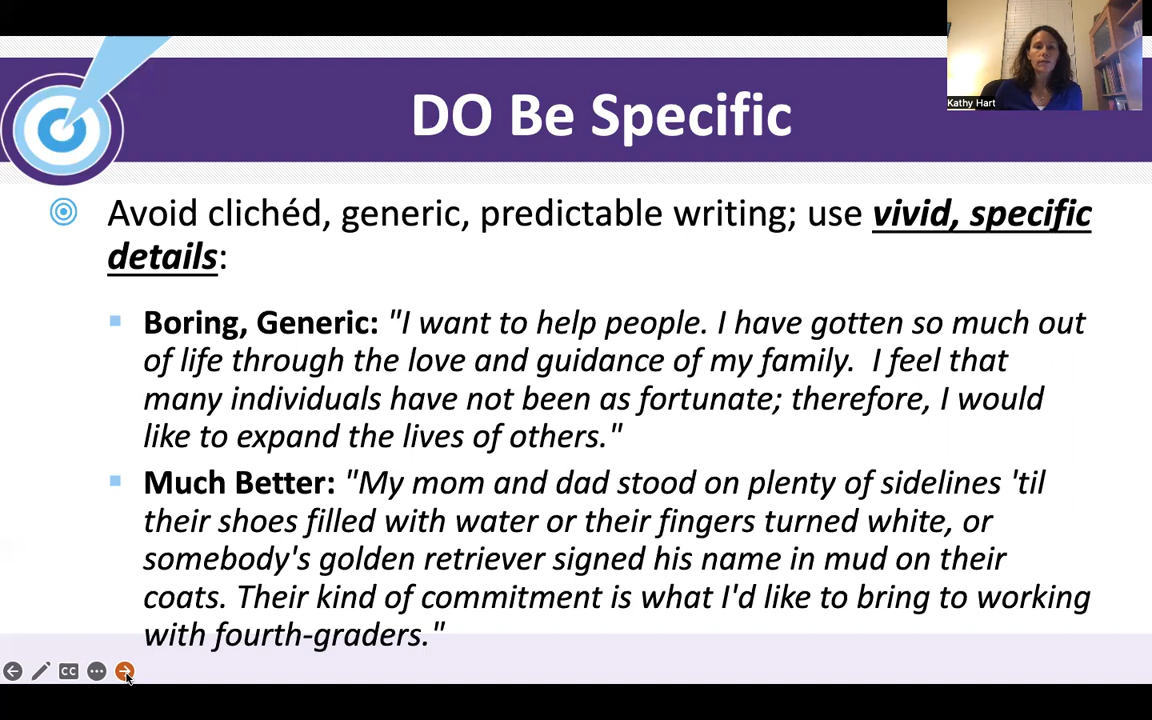 Kathy Hart
DO Be Specific
Avoid clichéd, generic, predictable writing; use vivid, specific
details:
Boring, Generic: "I want to help people. I have gotten so much out
of life through the love and guidance of my family.  I feel that
many individuals have not been as fortunate; therefore, I would
like to expand the lives of others."
Much Better: "My mom and dad stood on plenty of sidelines 'til
their shoes filled with water or their fingers turned white, or
somebody's golden retriever signed his name in mud on their
coats. Their kind of commitment is what I'd like to bring to working
with fourth-graders."
CC